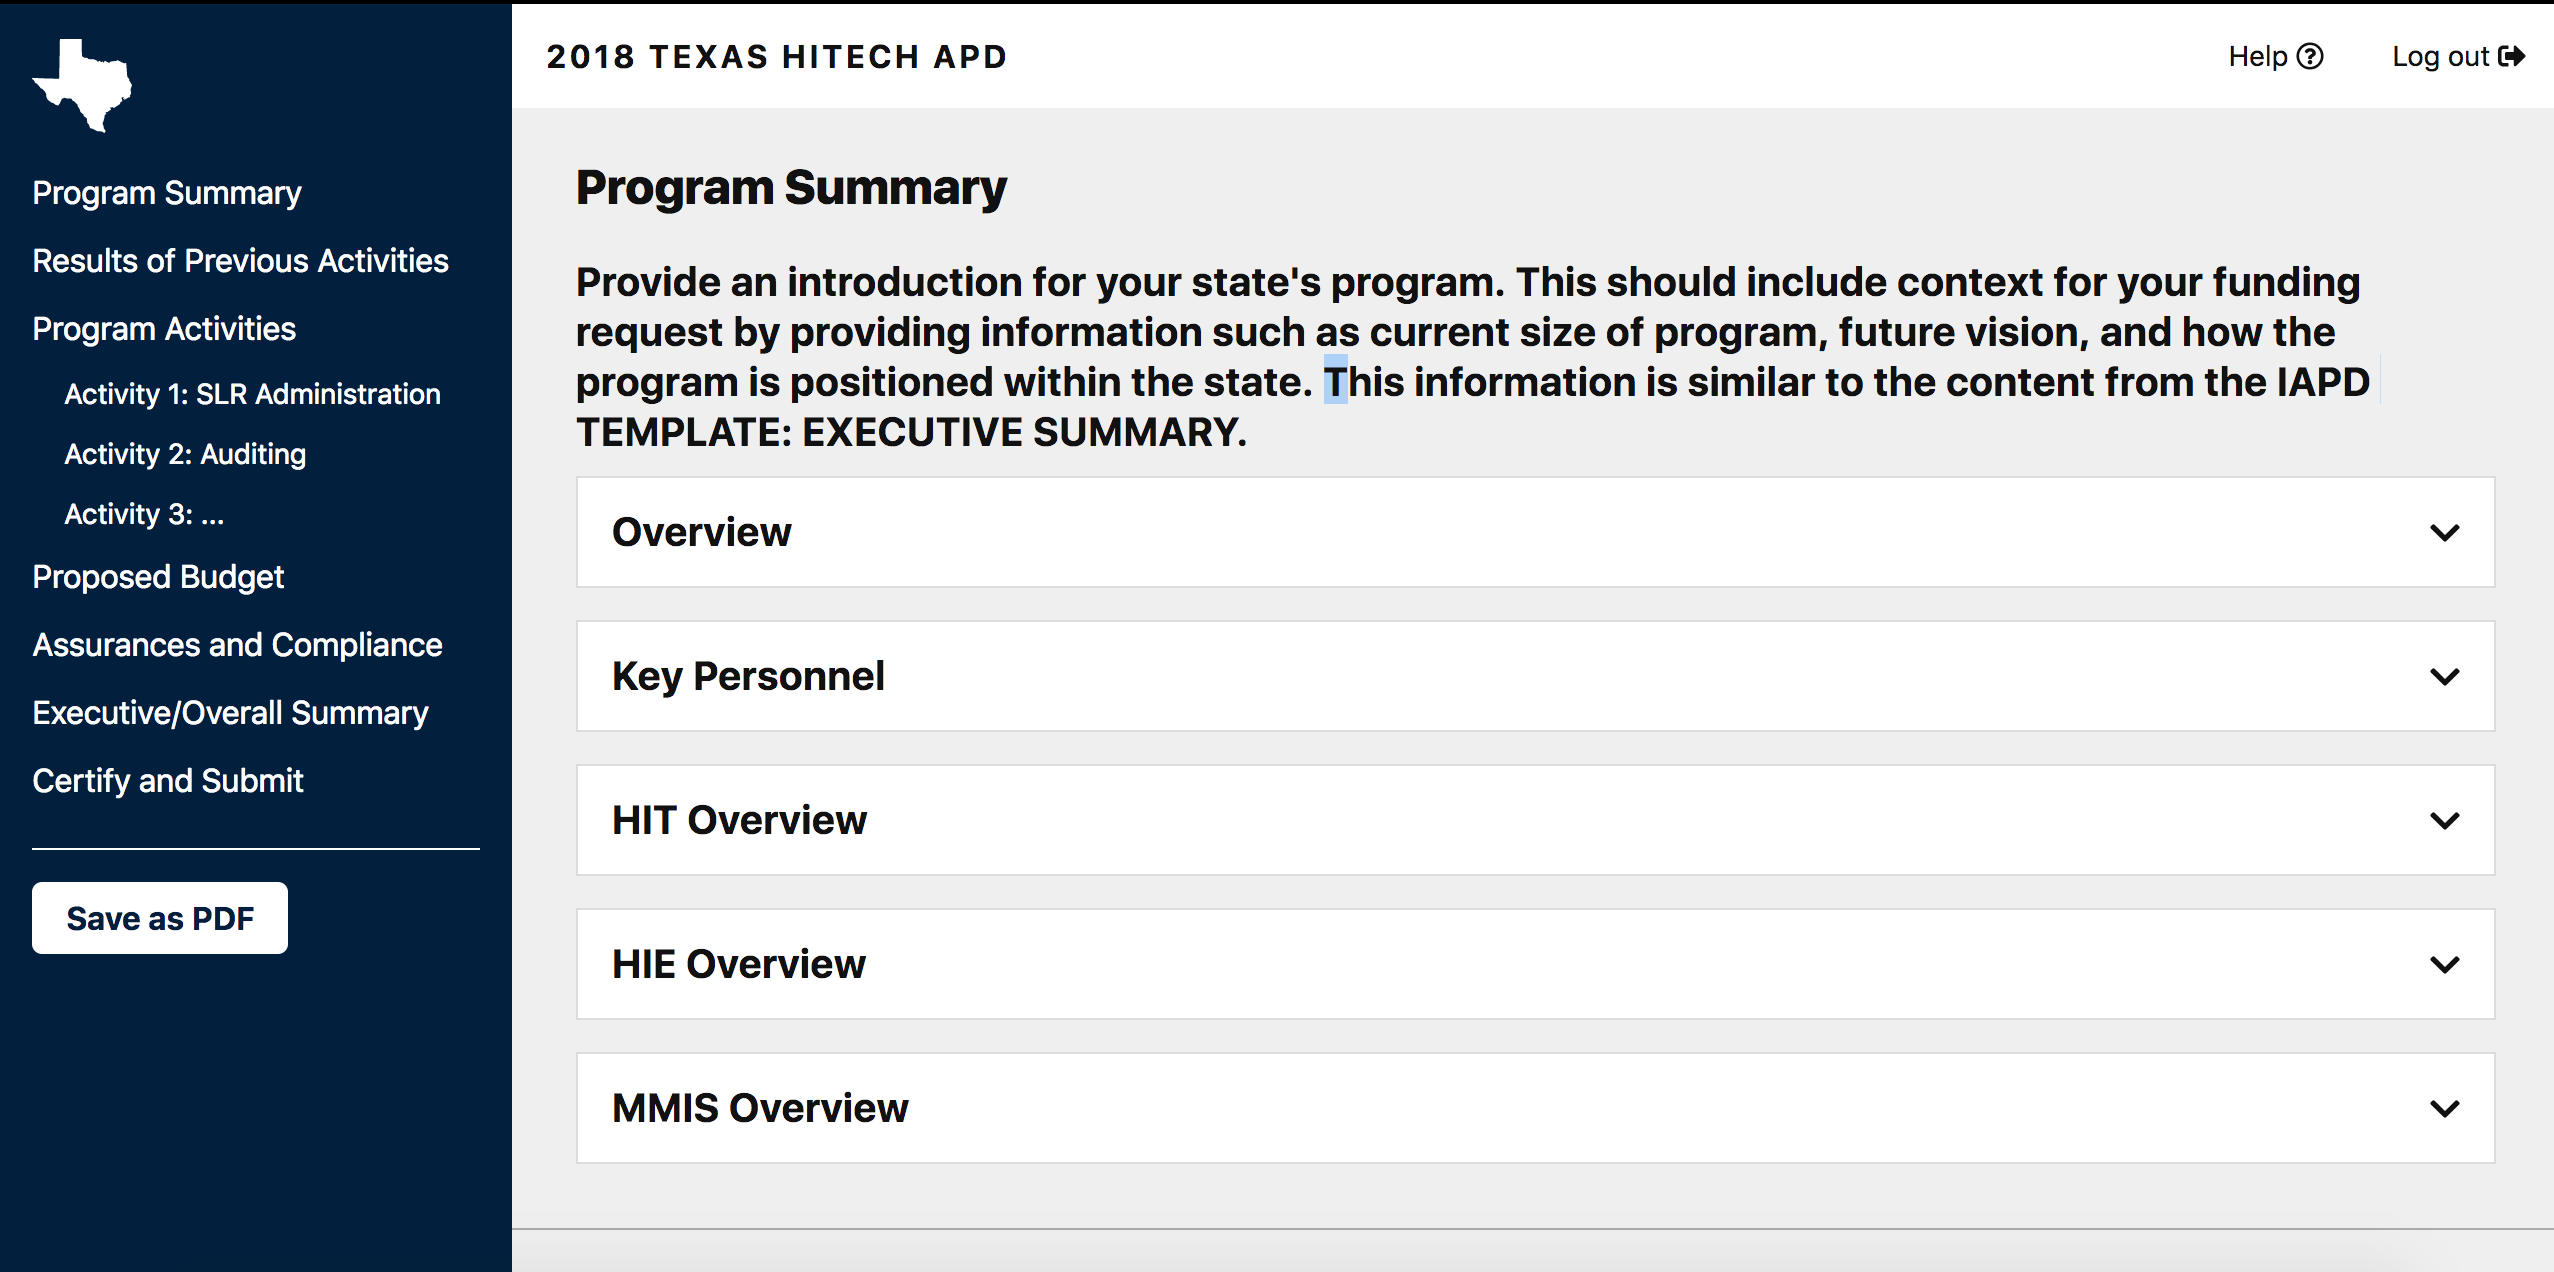 2018 TEXAS HITECH APD
Help
Log out
Program Summary
Results of Previous Activities
Program Activities
Activity 1: SLR Administration
Activity 2: Auditing
Activity 3: ...
Proposed Budget
Assurances and Compliance
Executive/Overall Summary
Certify and Submit
Save as PDF
Program Summary
Provide an introduction for your state's program. This should include context for your funding
request by providing information such as current size of program, future vision, and how the
program is positioned within the state. This information is similar to the content from the IAPD
TEMPLATE: EXECUTIVE SUMMARY.
Overview
Key Personnel
HIT Overview
HIE Overview
MMIS Overview